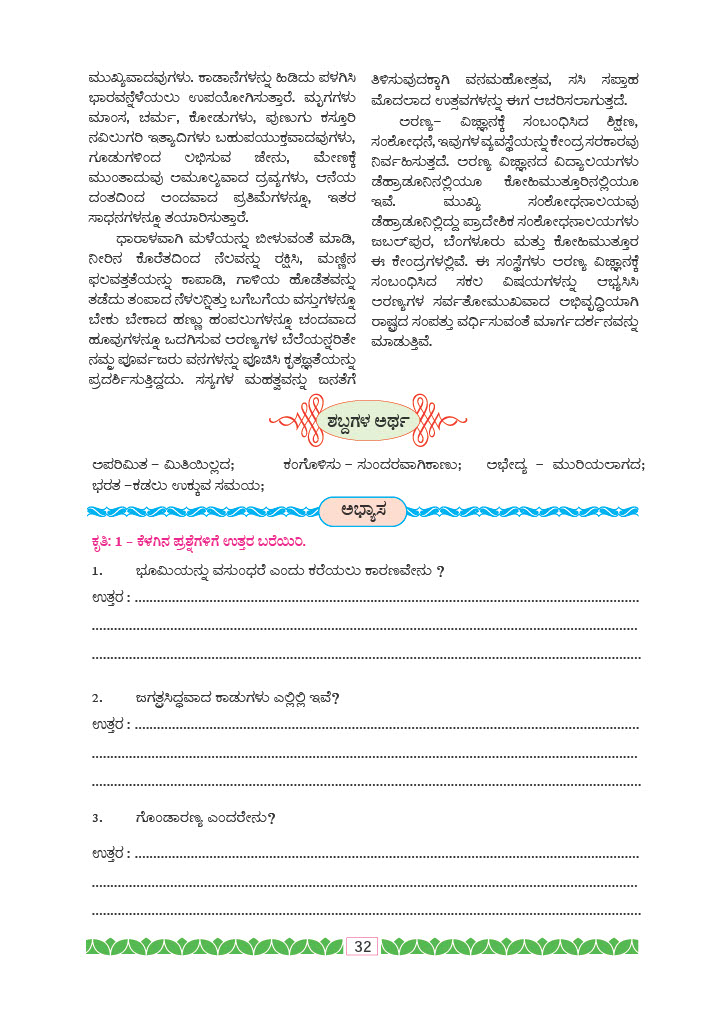 ಮುಖ್ಯವಾದವುಗಳು. ಕಾಡಾನೆಗಳನ್ನು ಹಿಡಿದು ಪಳಗಿಸಿ
ಭಾರವನ್ನೆಳೆಯಲು ಉಪಯೋಗಿಸುತ್ತಾರೆ. ಮೃಗಗಳು
ಮಾಂಸ, ಚರ್ಮ, ಕೋಡುಗಳು, ಪುಣುಗು ಕಸ್ತೂರಿ
ನವಿಲುಗರಿ ಇತ್ಯಾದಿಗಳು ಬಹುಪಯುಕ್ತವಾದವುಗಳು,
ಗೂಡುಗಳಿಂದ ಲಭಿಸುವ ಜೇನು, ಮೇಣಕ್ಕೆ
ಮುಂತಾದುವು ಅಮೂಲ್ಯವಾದ ದ್ರವ್ಯಗಳು, ಆನೆಯ
ದಂತದಿಂದ ಅಂದವಾದ ಪ್ರತಿಮೆಗಳನ್ನೂ, ಇತರ
ಸಾಧನಗಳನ್ನೂ ತಯಾರಿಸುತ್ತಾರೆ.
ಧಾರಾಳವಾಗಿ ಮಳೆಯನ್ನು ಬೀಳುವಂತೆ ಮಾಡಿ,
ನೀರಿನ ಕೊರೆತದಿಂದ ನೆಲವನ್ನು ರಕ್ಷಿಸಿ, ಮಣ್ಣಿನ
ಫಲವತ್ತತೆಯನ್ನು ಕಾಪಾಡಿ, ಗಾಳಿಯ ಹೊಡೆತವನ್ನು
ತಡೆದು ತಂಪಾದ ನೆಳಲನ್ನಿತ್ತು ಬಗೆಬಗೆಯ ವಸ್ತುಗಳನ್ನೂ
ಬೇಕು ಬೇಕಾದ ಹಣ್ಣು ಹಂಪಲುಗಳನ್ನೂ ಚಂದವಾದ
ಹೂವುಗಳನ್ನೂ ಒದಗಿಸುವ ಅರಣ್ಯಗಳ ಬೆಲೆಯನ್ನರಿತೇ
ನಮ್ಮ ಪೂರ್ವಜರು ವನಗಳನ್ನು ಪೂಜಿಸಿ ಕೃತಜ್ಞತೆಯನ್ನು
ಪ್ರದರ್ಶಿಸುತ್ತಿದ್ದದು. ಸಸ್ಯಗಳ ಮಹತ್ವವನ್ನು ಜನತೆಗೆ
ತಿಳಿಸುವುದಕ್ಕಾಗಿ ವನಮಹೋತ್ಸವ, ಸಸಿ ಸಪ್ತಾಹ
ಮೊದಲಾದ ಉತ್ಸವಗಳನ್ನು ಈಗ ಆಚರಿಸಲಾಗುತ್ತದೆ.
ಅರಣ್ಯ– ವಿಜ್ಞಾನಕ್ಕೆ ಸಂಬಂಧಿಸಿದ ಶಿಕ್ಷಣ,
ಸಂಶೋಧನೆ, ಇವುಗಳ ವ್ಯವಸ್ಥೆಯನ್ನು ಕೇಂದ್ರ ಸರಕಾರವು
ನಿರ್ವಹಿಸುತ್ತದೆ. ಅರಣ್ಯ ವಿಜ್ಞಾನದ ವಿದ್ಯಾಲಯಗಳು
ಡೆಹ್ರಾಡೂನಿನಲ್ಲಿಯೂ ಕೋಹಿಮುತ್ತೂರಿನಲ್ಲಿಯೂ
ಇವೆ. ಮುಖ್ಯ ಸಂಶೋಧನಾಲಯವು
ಡೆಹ್ರಾಡೂನಿಲ್ಲಿದ್ದು ಪ್ರಾದೇಶಿಕ ಸಂಶೋಧನಾಲಯಗಳು
ಜಬಲ್‌ಪುರ, ಬೆಂಗಳೂರು ಮತ್ತು ಕೋಹಿಮುತ್ತೂರ
ಈ ಕೇಂದ್ರಗಳಲ್ಲಿವೆ. ಈ ಸಂಸ್ಥೆಗಳು ಅರಣ್ಯ ವಿಜ್ಞಾನಕ್ಕೆ
ಸಂಬಂಧಿಸಿದ ಸಕಲ ವಿಷಯಗಳನ್ನು ಆಭ್ಯಸಿಸಿ
ಅರಣ್ಯಗಳ ಸರ್ವತೋಮುಖವಾದ ಅಭಿವೃದ್ಧಿಯಾಗಿ
ರಾಷ್ಟ್ರದ ಸಂಪತ್ತು ವರ್ಧಿಸುವಂತೆ ಮಾರ್ಗದರ್ಶನವನ್ನು
ಮಾಡುತ್ತಿವೆ.
ಶಬ್ದಗಳ ಅರ್ಥ
ಅಪರಿಮಿತ – ಮಿತಿಯಿಲ್ಲದ; ಕಂಗೊಳಿಸು – ಸುಂದರವಾಗಿಕಾಣು; ಅಭೇದ್ಯ – ಮುರಿಯಲಾಗದ;
ಭರತ –ಕಡಲು ಉಕ್ಕುವ ಸಮಯ;
ಅಭ್ಯಾಸ
ಕೃತಿ: 1 – ಕೆಳಗಿನ ಪ್ರಶ್ನೆಗಳಿಗೆ ಉತ್ತರ ಬರೆಯಿರಿ.
1. ಭೂಮಿಯನ್ನು ವಸುಂಧರೆ ಎಂದು ಕರೆಯಲು ಕಾರಣವೇನು ?
ಉತ್ತರ : ................................................................
................................................................
................................................................
2. ಜಗತ್ಪ್ರಸಿದ್ಧವಾದ ಕಾಡುಗಳು ಎಲ್ಲಿಲ್ಲಿ ಇವೆ?
ಉತ್ತರ : ................................................................
................................................................
................................................................
3. ಗೊಂಡಾರಣ್ಯ ಎಂದರೇನು?
ಉತ್ತರ : ................................................................
................................................................
................................................................
32